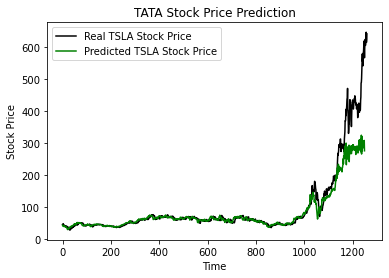 TATA Stock Price Prediction
Real TSLA Stock Price
Predicted TSLA Stock Price
Stock Price
600
500
400
300
200
100
0
0 200 400 600 800 1000 1200
Time